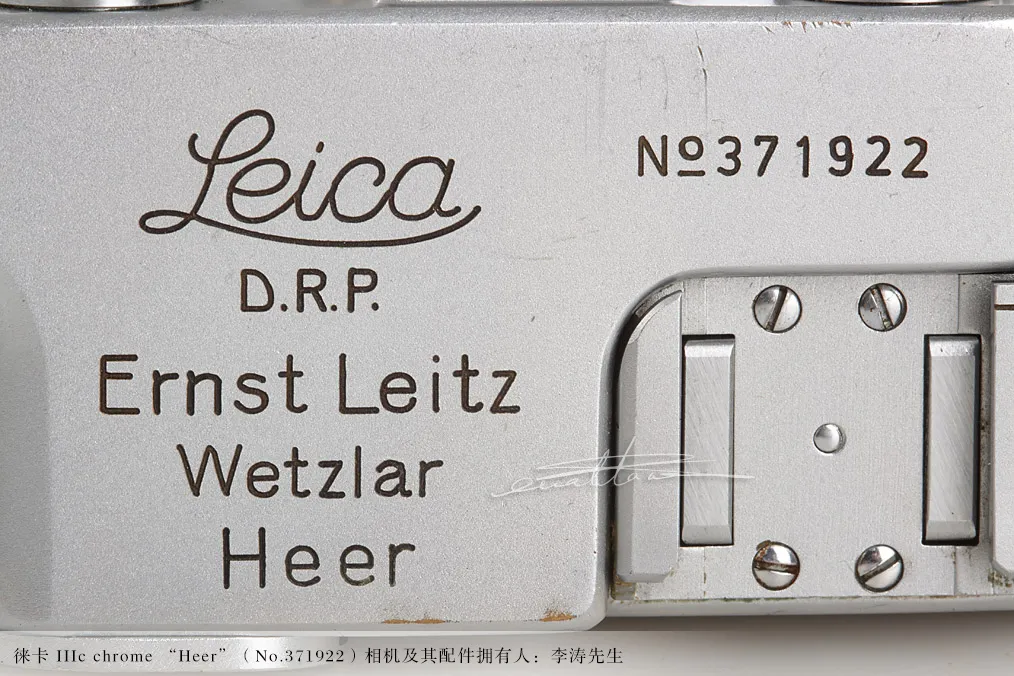 Leica
Nº371922
D.R.P.
Ernst Leitz
Wetzlar
Heer
徕卡 IIIc chrome “Heer”（No.371922）相机及其配件拥有人：李涛先生